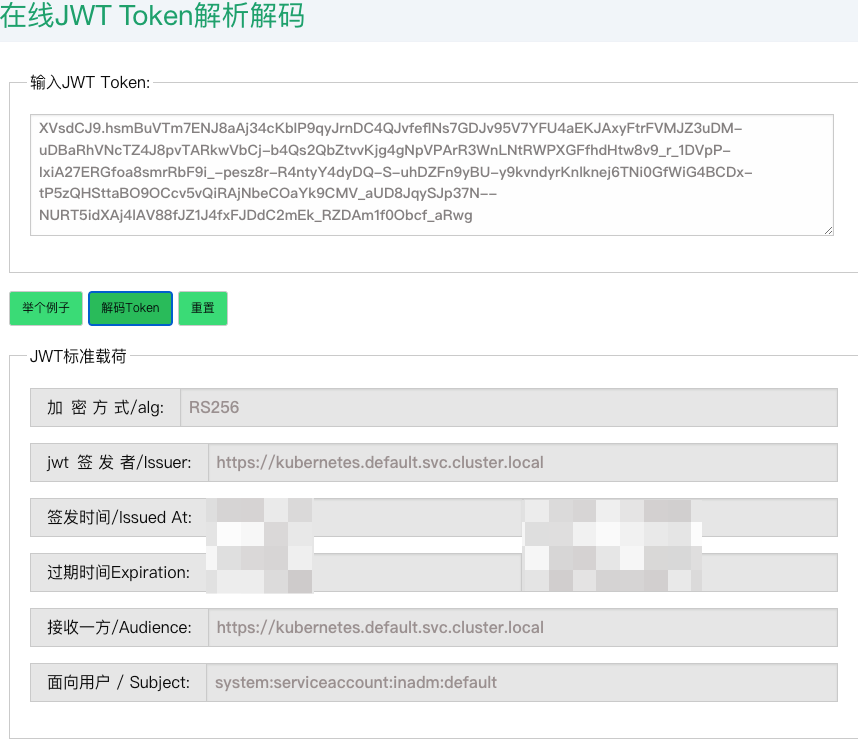 在线JWT Token解析解码
输入JWT Token:
XVsdCJ9.hsmBuVTm7ENJ8aAj34cKblP9qyJrnDC4QJvfeflNs7GDJv95V7YFU4aEKJAxyFtrFVMJZ3uDM-
uDBaRhVNcTZ4J8pvTARkwVbCj-b4Qs2QbZtvvKjg4gNpVPArR3WnLNtRWPXGFfhdHtw8v9_r_1DVpP-
lxiA27ERGfoa8smrRbF9i_-pesz8r-R4ntyY4dyDQ-S-uhDZFn9yBU-y9kvndyrKnlknej6TNi0GfWiG4BCDx-
tP5zQHSttaBO9OCcv5vQiRAjNbeCOaYk9CMV_aUD8JqySJp37N--
NURT5idXAj4lAV88fJZ1J4fxFJDdC2mEk_RZDAm1f0Obcf_aRwg
举个例子 解码Token 重置
JWT标准载荷
加 密 方 式/alg: RS256
jwt 签 发 者/Issuer: https://kubernetes.default.svc.cluster.local
签发时间/Issued At:
过期时间Expiration:
接收一方/Audience: https://kubernetes.default.svc.cluster.local
面向用户 / Subject: system:serviceaccount:inadm:default